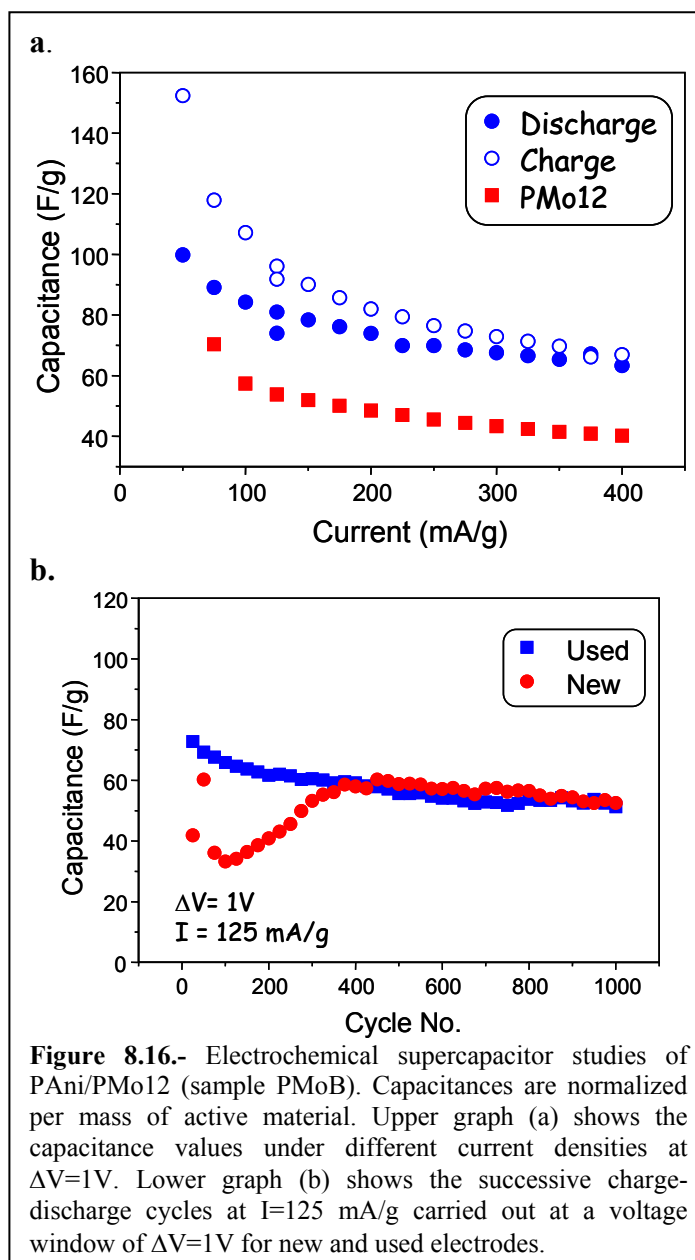 a.
160
140
120
100
80
60
40
Capacitance (F/g)
Discharge
Charge
PMo12
0 100 200 300 400
Current (mA/g)
b.
120
100
80
60
40
20
0
Capacitance (F/g)
Used
New
ΔV= 1V
I = 125 mA/g
0 200 400 600 800 1000
Cycle No.
Figure 8.16.- Electrochemical supercapacitor studies of
PAni/PMo12 (sample PMoB). Capacitances are normalized
per mass of active material. Upper graph (a) shows the
capacitance values under different current densities at
ΔV=1V. Lower graph (b) shows the successive charge-
discharge cycles at I=125 mA/g carried out at a voltage
window of ΔV=1V for new and used electrodes.